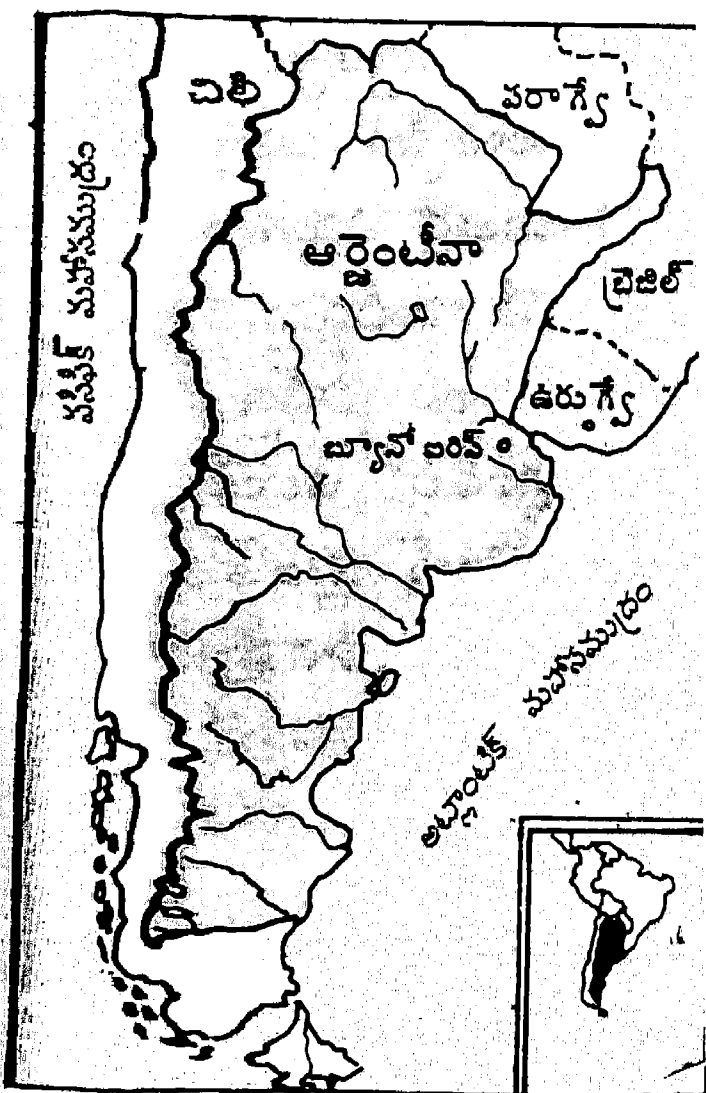 చిలీ
పరాగ్వే
పసిఫిక్ మహాసముద్రం
ఆర్జెంటీనా
బ్రెజిల్
ఉరుగ్వే
బ్యూనో ఐరిస్
అట్లాంటిక్ మహాసముద్రం